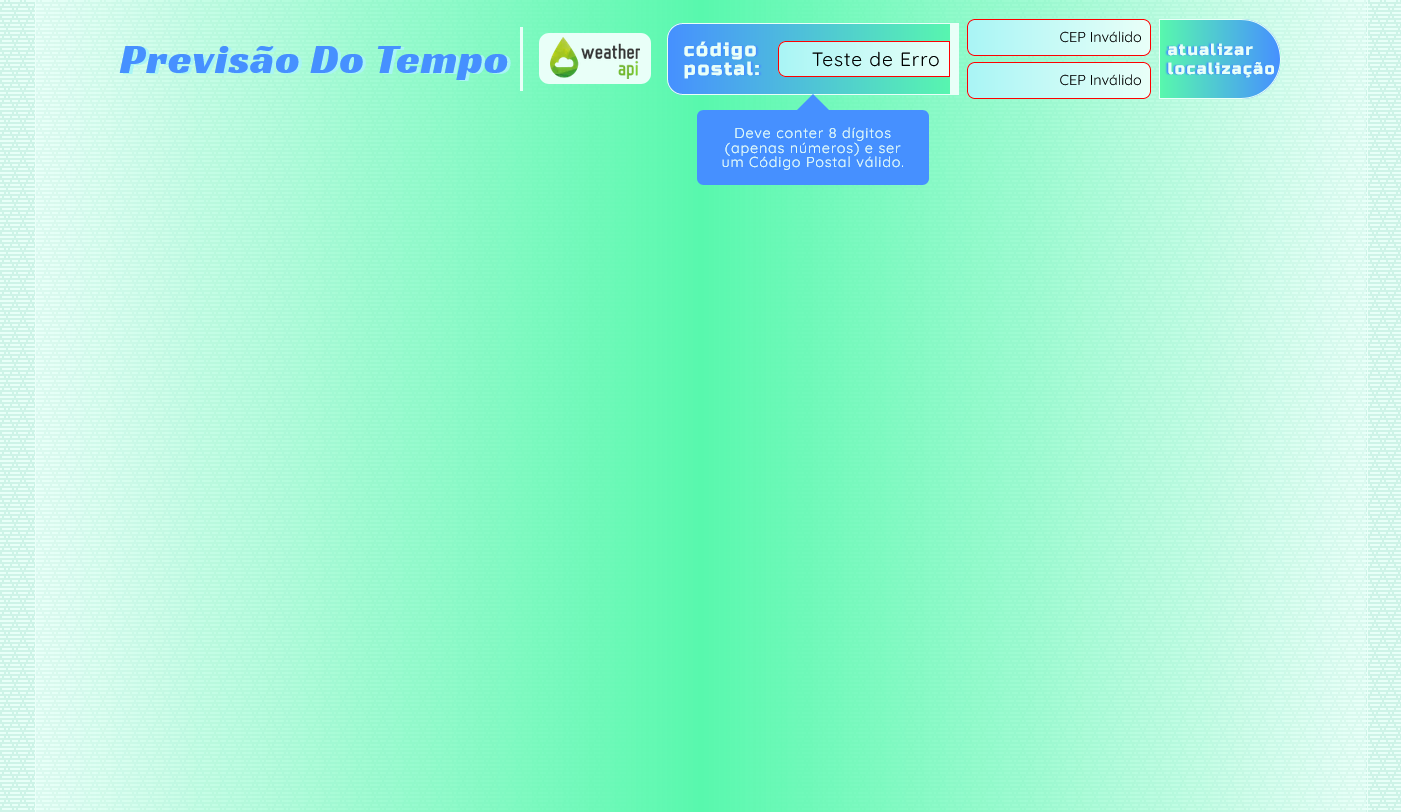 Previsão Do Tempo
weather
api
código
postal:
Teste de Erro
CEP Inválido
CEP Inválido
atualizar
localização
Deve conter 8 dígitos
(apenas números) e ser
um Código Postal válido.